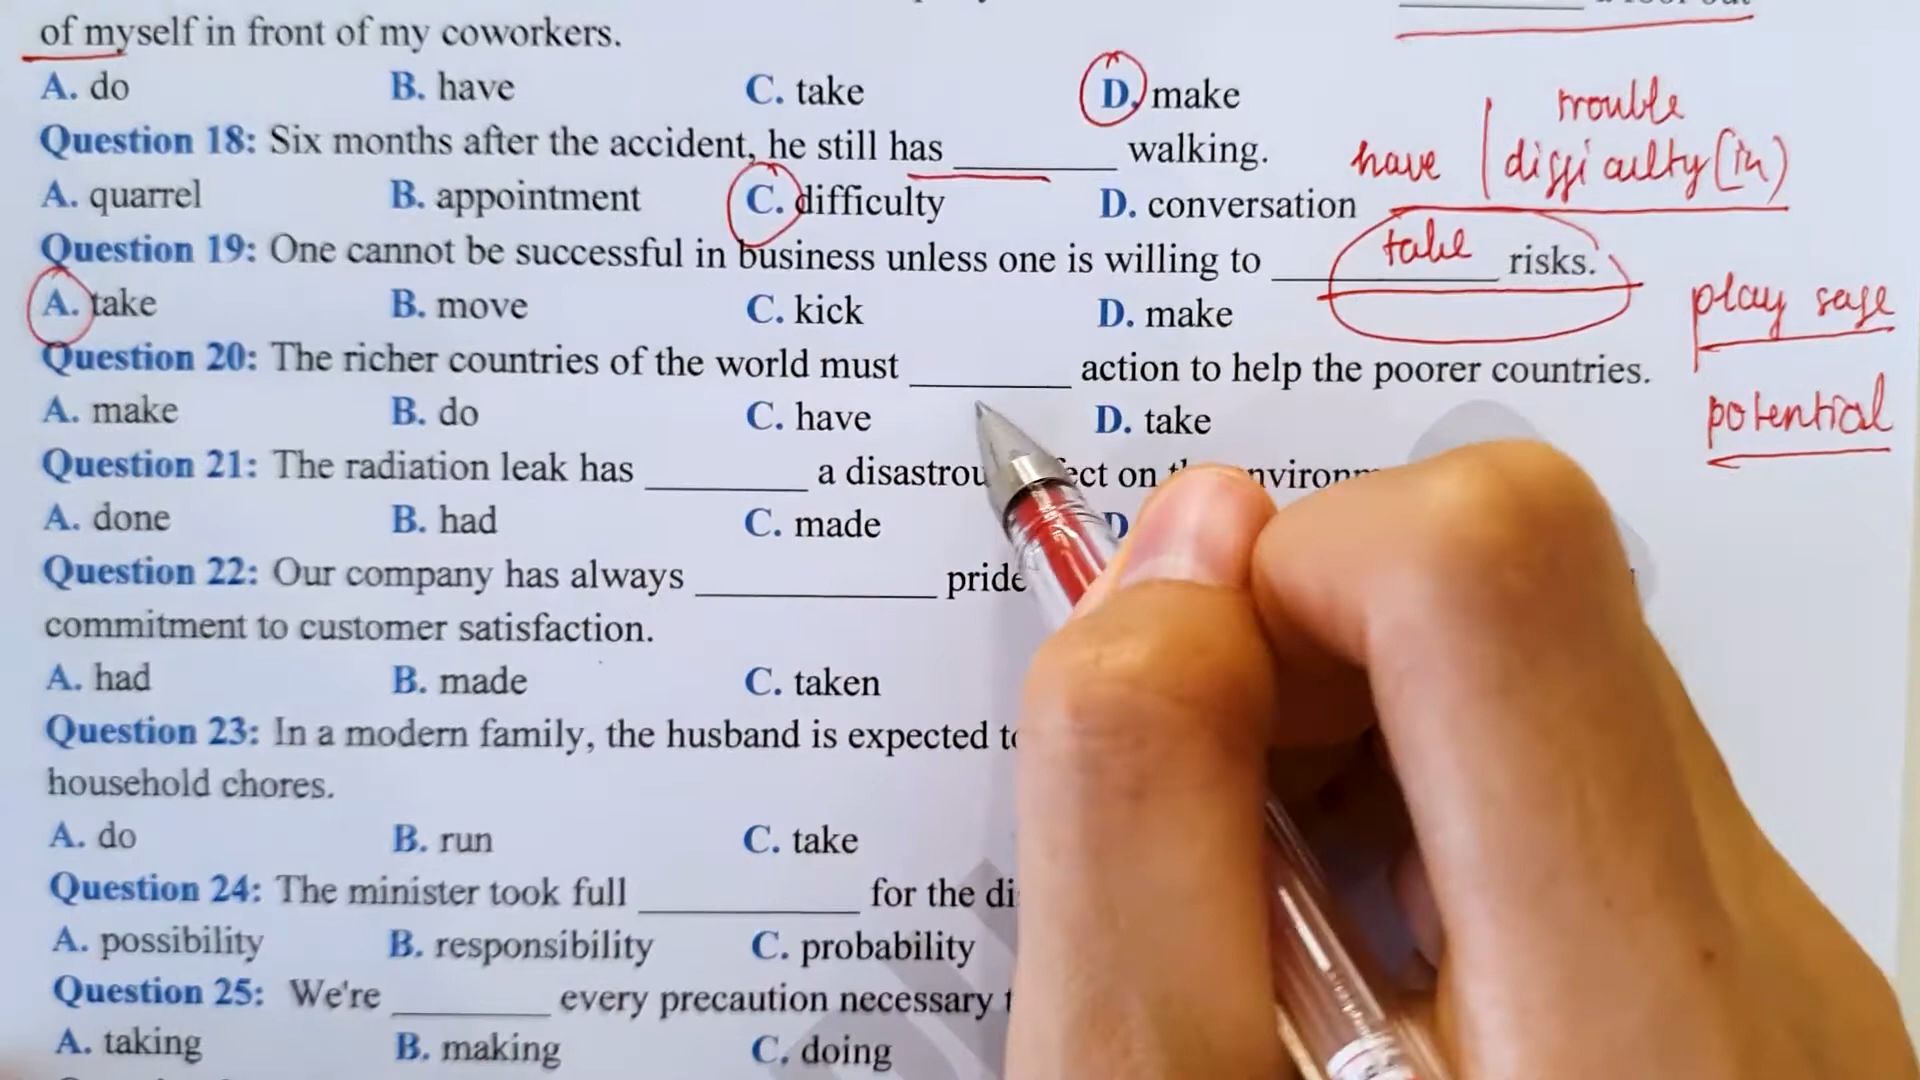 of myself in front of my coworkers.
A. do B. have C. take D. make
Question 18: Six months after the accident, he still has ________ walking.
A. quarrel B. appointment C. difficulty D. conversation
trouble
have difficulty (in)
Question 19: One cannot be successful in business unless one is willing to ________ risks.
take
A. take B. move C. kick D. make
play safe
Question 20: The richer countries of the world must ________ action to help the poorer countries.
A. make B. do C. have D. take
potential
Question 21: The radiation leak has ________ a disastrou ect on
A. done B. had C. made D
Question 22: Our company has always ________ pride
commitment to customer satisfaction.
A. had B. made C. taken
Question 23: In a modern family, the husband is expected to
household chores.
A. do B. run C. take
Question 24: The minister took full ________ for the di
A. possibility B. responsibility C. probability
Question 25: We're ________ every precaution necessary
A. taking B. making C. doing